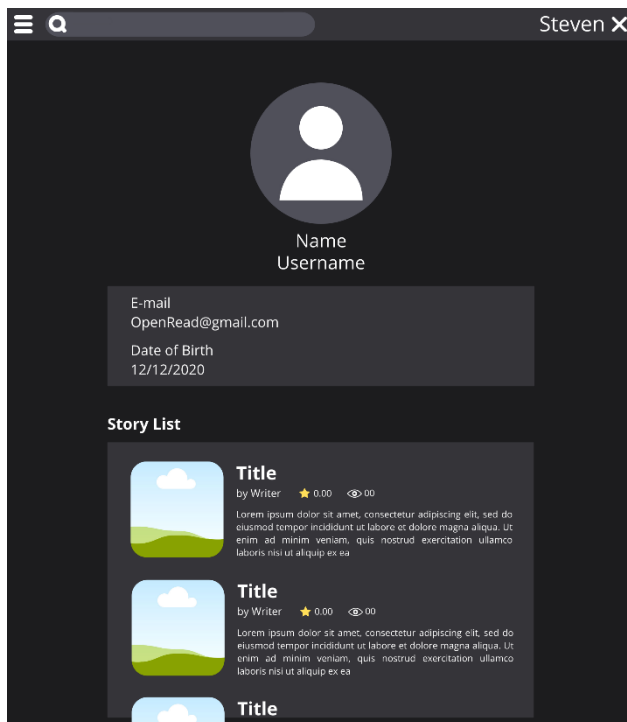 Steven
Name
Username
E-mail
OpenRead@gmail.com
Date of Birth
12/12/2020
Story List
Title
by Writer 0.00 00
Lorem ipsum dolor sit amet, consectetur adipiscing elit, sed do
eiusmod tempor incididunt ut labore et dolore magna aliqua. Ut
enim ad minim veniam, quis nostrud exercitation ullamco
laboris nisi ut aliquip ex ea
Title
by Writer 0.00 00
Lorem ipsum dolor sit amet, consectetur adipiscing elit, sed do
eiusmod tempor incididunt ut labore et dolore magna aliqua. Ut
enim ad minim veniam, quis nostrud exercitation ullamco
laboris nisi ut aliquip ex ea
Title